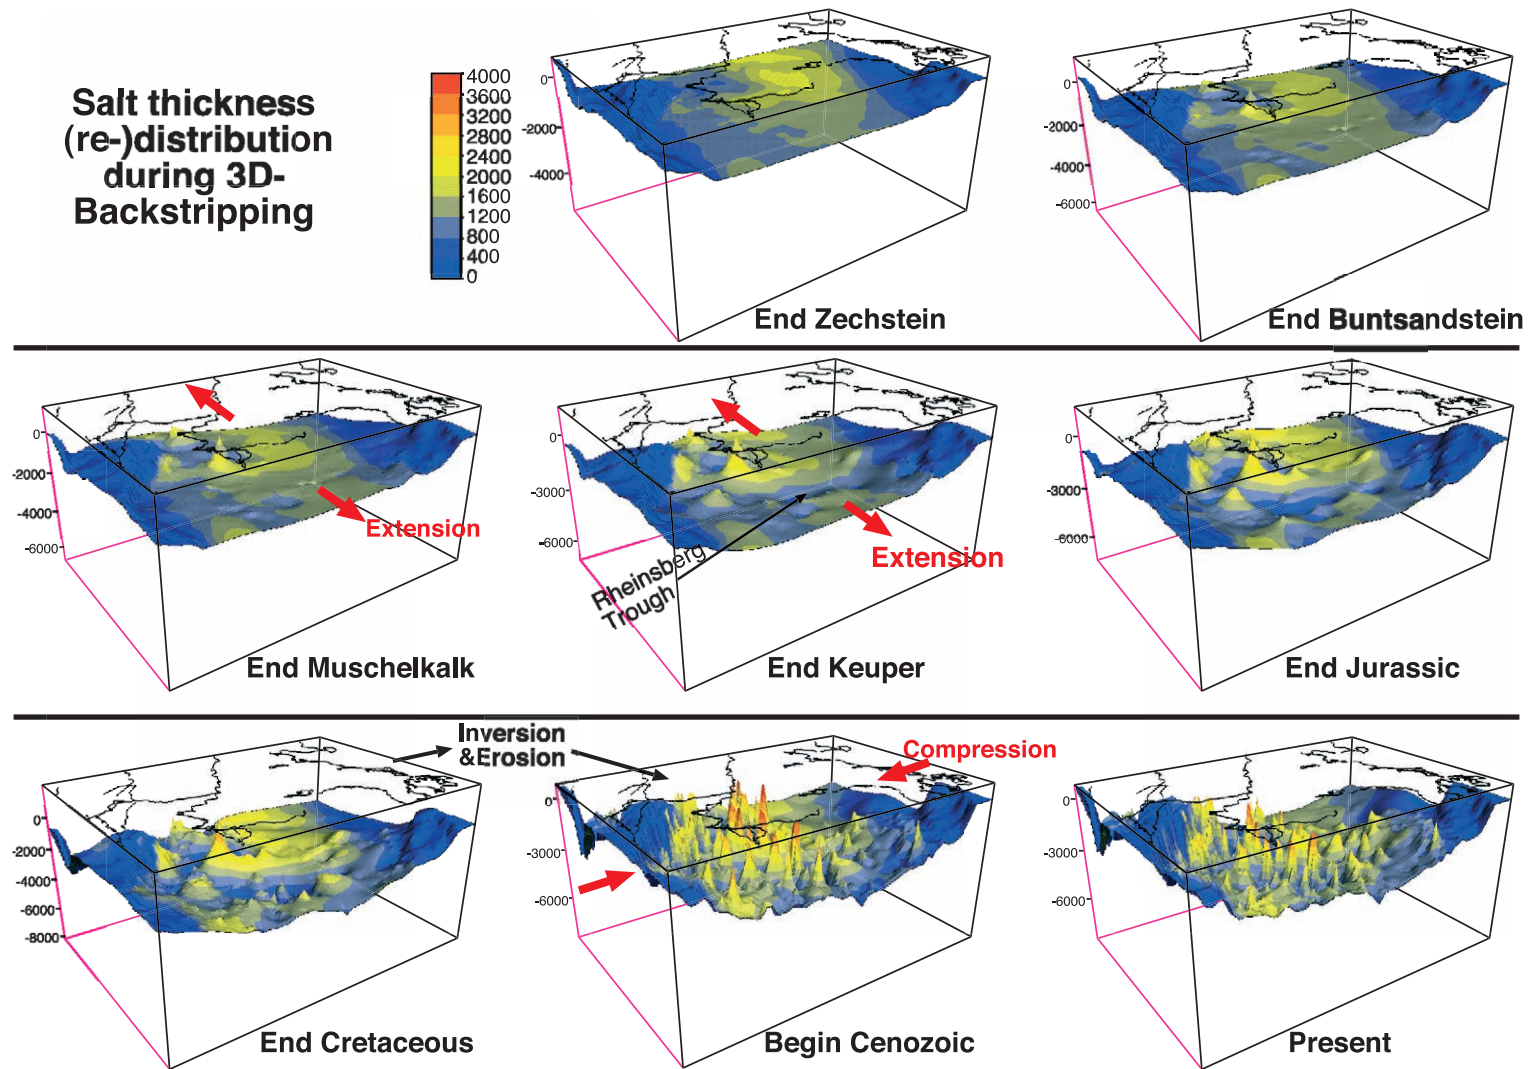 Salt thickness
(re-)distribution
during 3D-
Backstripping
4000
3600
3200
2800
2400
2000
1600
1200
800
400
0
0
-2000
-4000
End Zechstein
0
-2000
-4000
-6000
End Buntsandstein
0
-2000
-4000
-6000
Extension
End Muschelkalk
0
-3000
-6000
Extension
Rheinsberg
Trough
End Keuper
0
-3000
-6000
End Jurassic
0
-2000
-4000
-6000
-8000
Inversion
&Erosion
End Cretaceous
Compression
0
-3000
-6000
Begin Cenozoic
0
-3000
-6000
Present